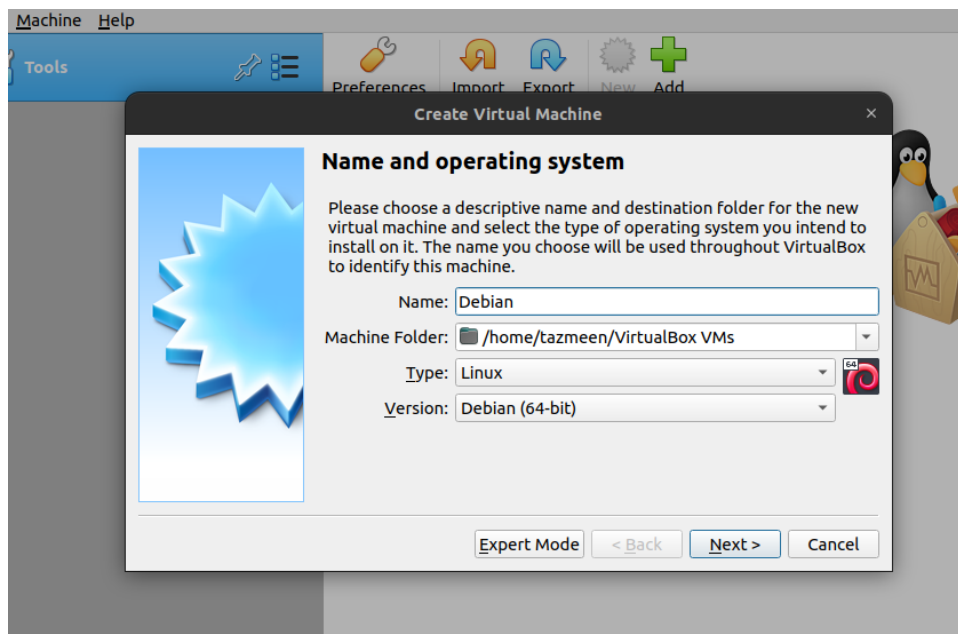 Machine Help
Tools
Preferences Import Export New Add
Create Virtual Machine ×
Name and operating system
Please choose a descriptive name and destination folder for the new
virtual machine and select the type of operating system you intend to
install on it. The name you choose will be used throughout VirtualBox
to identify this machine.
Name: Debian
Machine Folder: /home/tazmeen/VirtualBox VMs
Type: Linux
64
Version: Debian (64-bit)
Expert Mode < Back Next > Cancel